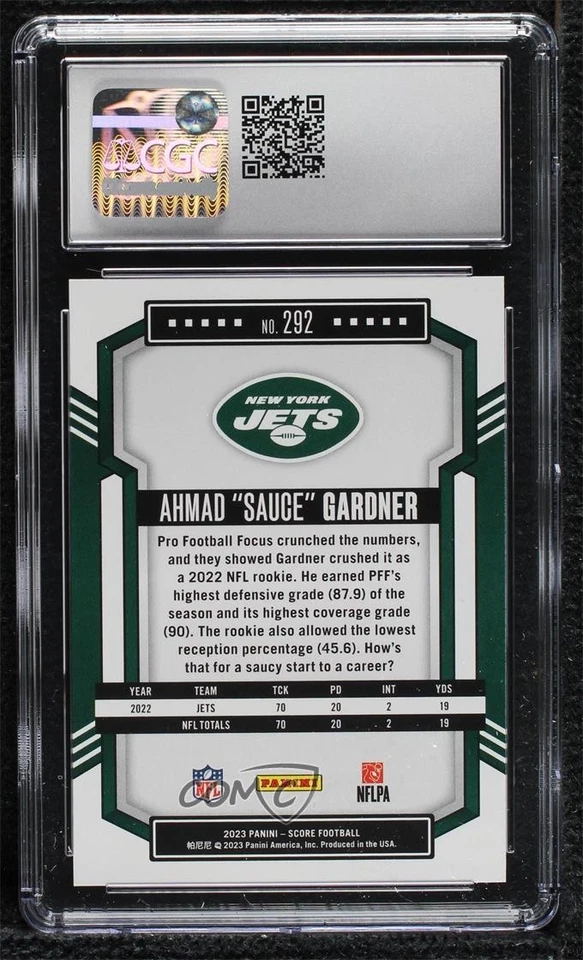 CGC
NO. 292
NEW YORK
JETS
AHMAD "SAUCE" GARDNER
Pro Football Focus crunched the numbers,
and they showed Gardner crushed it as
a 2022 NFL rookie. He earned PFF's
highest defensive grade (87.9) of the
season and its highest coverage grade
(90). The rookie also allowed the lowest
reception percentage (45.6). How's
that for a saucy start to a career?
YEAR TEAM TCK PD INT YDS
2022 JETS 70 20 2 19
NFL TOTALS 70 20 2 19
NFL PANINI NFLPA
COMC
2023 PANINI – SCORE FOOTBALL
帕尼尼 © 2023 Panini America, Inc. Produced in the USA.